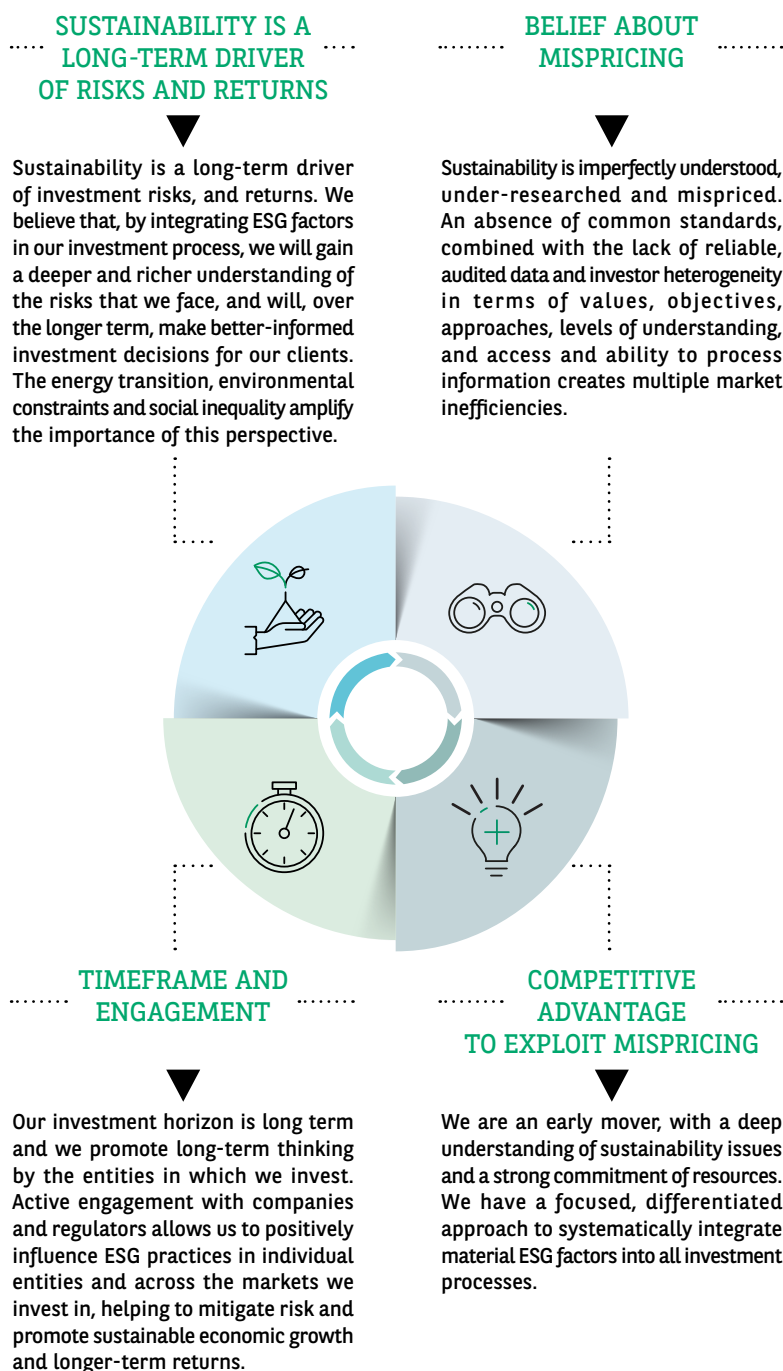 SUSTAINABILITY IS A
LONG-TERM DRIVER
OF RISKS AND RETURNS
Sustainability is a long-term driver
of investment risks, and returns. We
believe that, by integrating ESG factors
in our investment process, we will gain
a deeper and richer understanding of
the risks that we face, and will, over
the longer term, make better-informed
investment decisions for our clients.
The energy transition, environmental
constraints and social inequality amplify
the importance of this perspective.
BELIEF ABOUT
MISPRICING
Sustainability is imperfectly understood,
under-researched and mispriced.
An absence of common standards,
combined with the lack of reliable,
audited data and investor heterogeneity
in terms of values, objectives,
approaches, levels of understanding,
and access and ability to process
information creates multiple market
inefficiencies.
TIMEFRAME AND
ENGAGEMENT
Our investment horizon is long term
and we promote long-term thinking
by the entities in which we invest.
Active engagement with companies
and regulators allows us to positively
influence ESG practices in individual
entities and across the markets we
invest in, helping to mitigate risk and
promote sustainable economic growth
and longer-term returns.
COMPETITIVE
ADVANTAGE
TO EXPLOIT MISPRICING
We are an early mover, with a deep
understanding of sustainability issues
and a strong commitment of resources.
We have a focused, differentiated
approach to systematically integrate
material ESG factors into all investment
processes.